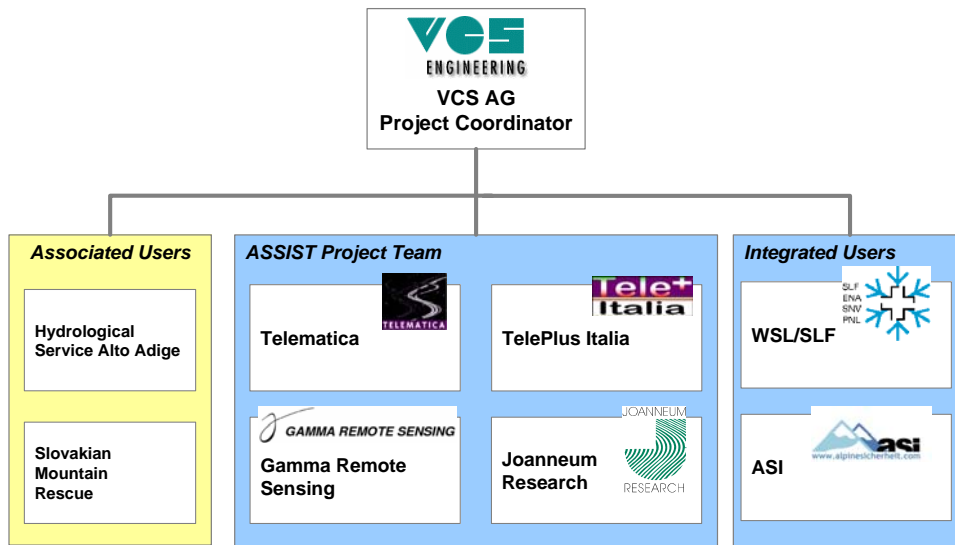 VCS
ENGINEERING
VCS AG
Project Coordinator
Associated Users
Hydrological
Service Alto Adige
Slovakian
Mountain
Rescue
ASSIST Project Team
TELEMATICA
Telematica
Tele+
Italia
TelePlus Italia
GAMMA REMOTE SENSING
Gamma Remote
Sensing
JOANNEUM
RESEARCH
Joanneum
Research
Integrated Users
SLF
ENA
SNV
PNL
WSL/SLF
asi
www.alpinesicherheit.com
ASI